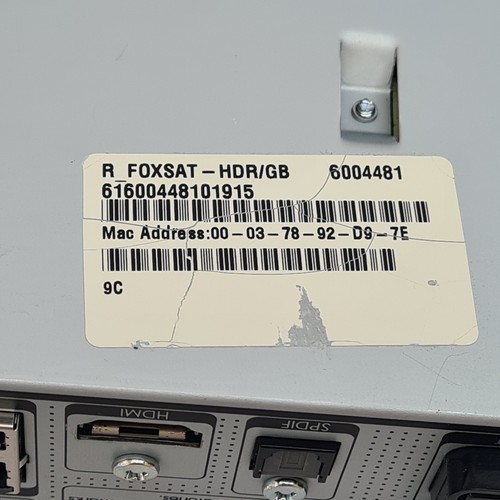 R_FOXSAT-HDR/GB 6004481
61600448101915
Mac Address:00-03-78-92-D9-7E
9C
HDMI
SPDIF